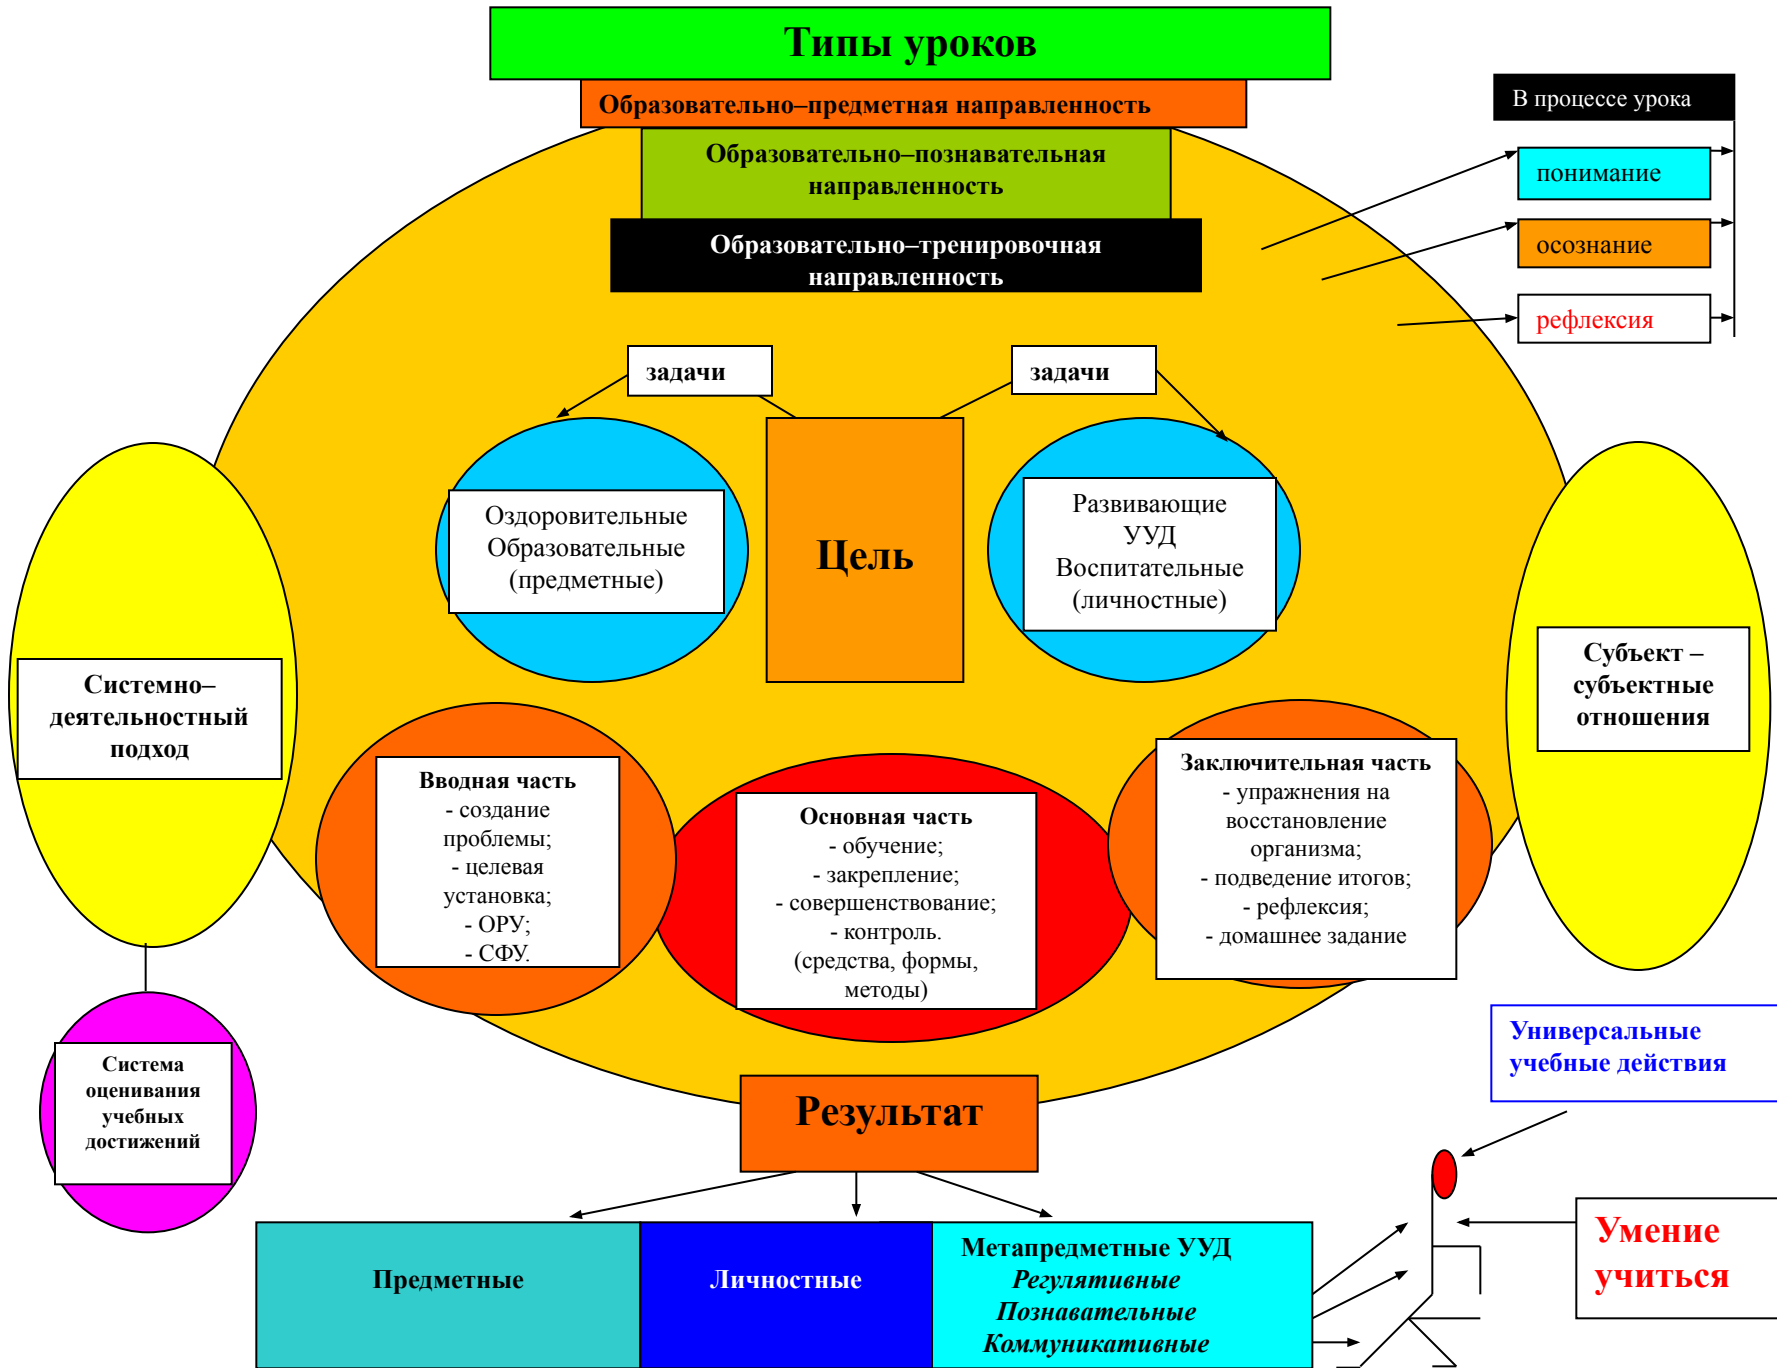 Типы уроков
Образовательно–предметная направленность
Образовательно–познавательная
направленность
Образовательно–тренировочная
направленность
В процессе урока
понимание
осознание
рефлексия
задачи
задачи
Оздоровительные
Образовательные
(предметные)
Цель
Развивающие
УУД
Воспитательные
(личностные)
Системно–
деятельностный
подход
Субъект –
субъектные
отношения
Вводная часть
- создание
проблемы;
- целевая
установка;
- ОРУ;
- СФУ.
Основная часть
- обучение;
- закрепление;
- совершенствование;
- контроль.
(средства, формы,
методы)
Заключительная часть
- упражнения на
восстановление
организма;
- подведение итогов;
- рефлексия;
- домашнее задание
Система
оценивания
учебных
достижений
Результат
Универсальные
учебные действия
Умение
учиться
Предметные
Личностные
Метапредметные УУД
Регулятивные
Познавательные
Коммуникативные